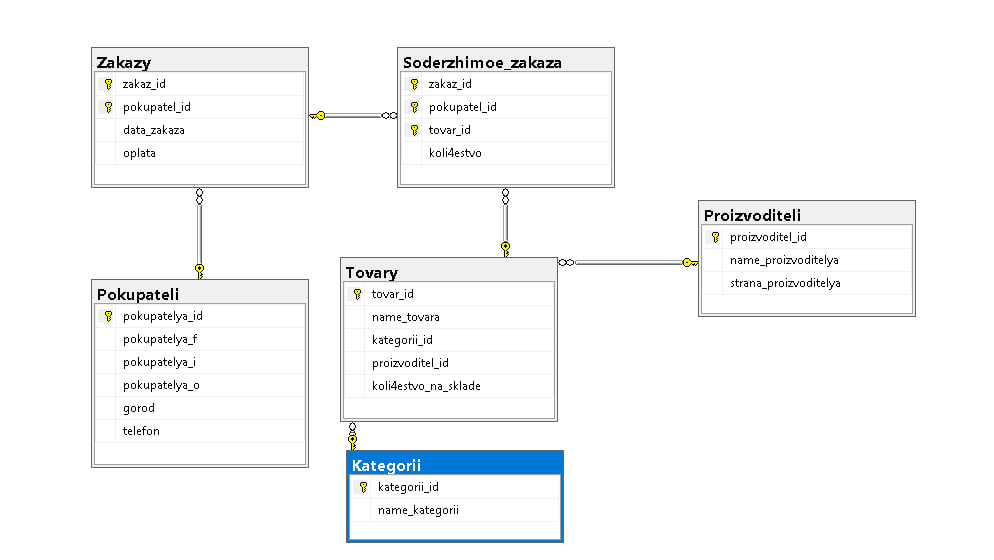 Zakazy
zakaz_id
pokupatel_id
data_zakaza
oplata
Soderzhimoe_zakaza
zakaz_id
pokupatel_id
tovar_id
koli4estvo
Proizvoditeli
proizvoditel_id
name_proizvoditelya
strana_proizvoditelya
Pokupateli
pokupatelya_id
pokupatelya_f
pokupatelya_i
pokupatelya_o
gorod
telefon
Tovary
tovar_id
name_tovara
kategorii_id
proizvoditel_id
koli4estvo_na_sklade
Kategorii
kategorii_id
name_kategorii